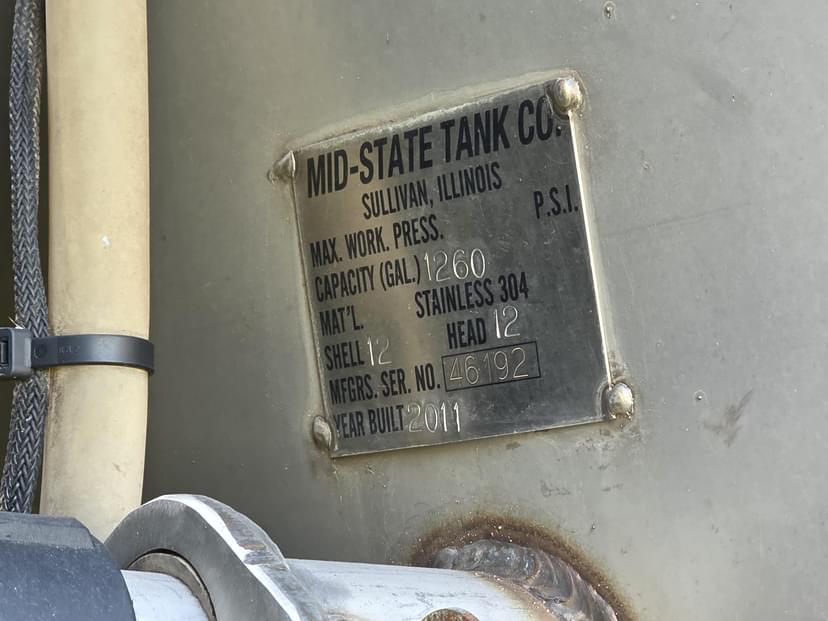 MID-STATE TANK CO.
SULLIVAN, ILLINOIS
MAX. WORK. PRESS. P.S.I.
CAPACITY (GAL.) 1260
MAT'L. STAINLESS 304
SHELL 12 HEAD 12
MFGRS. SER. NO. 46192
YEAR BUILT 2011